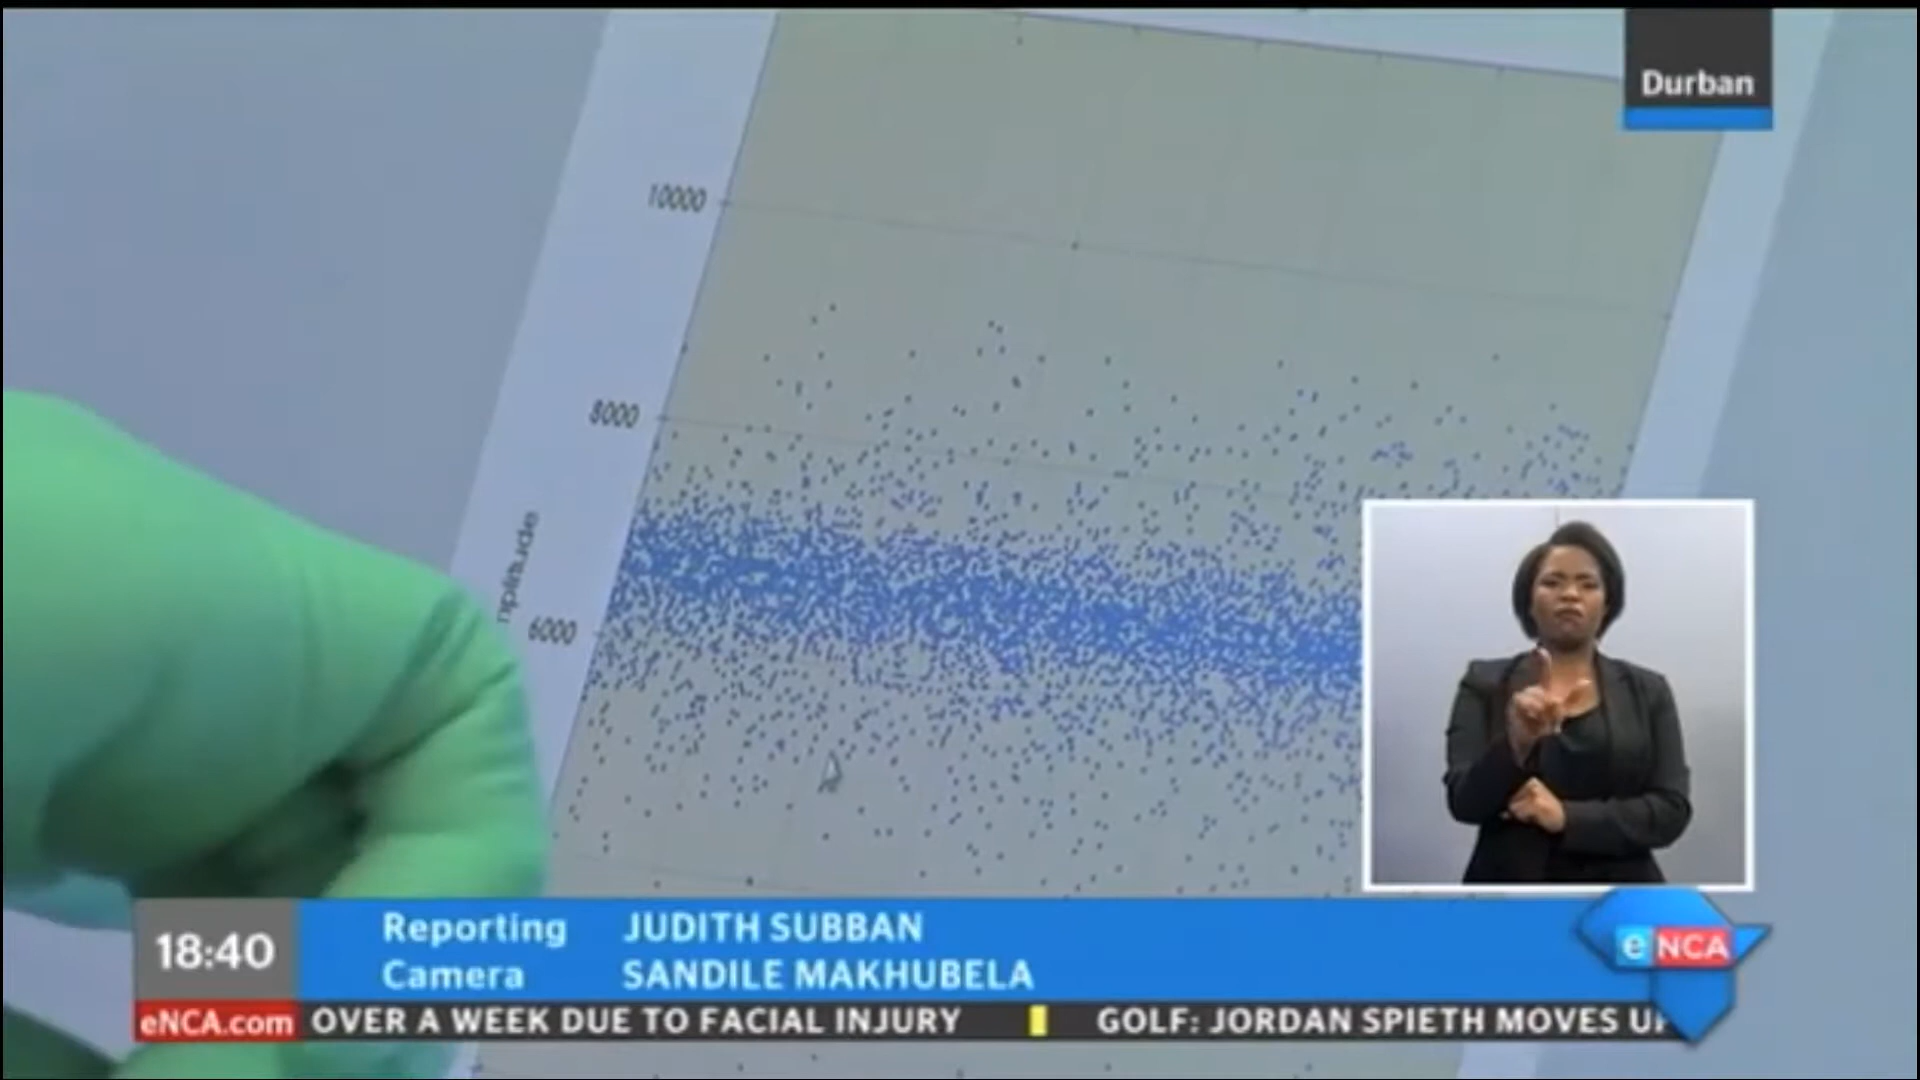 Durban
10000
8000
6000
18:40
Reporting JUDITH SUBBAN
Camera SANDILE MAKHUBELA
eNCA
eNCA.com OVER A WEEK DUE TO FACIAL INJURY GOLF: JORDAN SPIETH MOVES